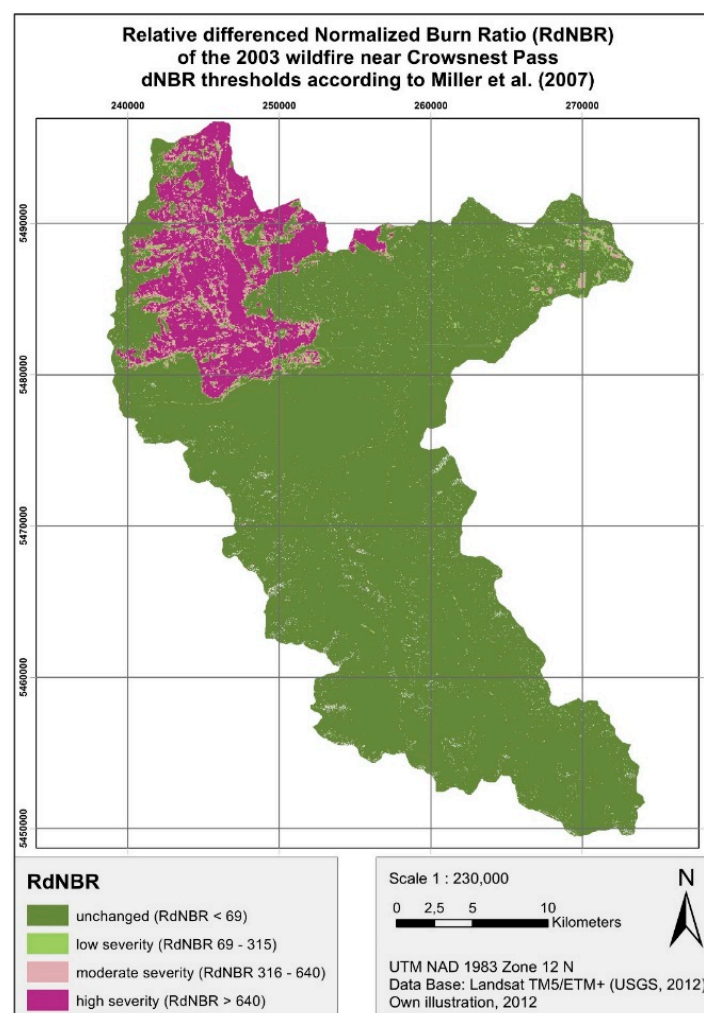 Relative differenced Normalized Burn Ratio (RdNBR)
of the 2003 wildfire near Crowsnest Pass
dNBR thresholds according to Miller et al. (2007)
240000 250000 260000 270000
5490000
5480000
5470000
5460000
5450000
RdNBR
unchanged (RdNBR < 69)
low severity (RdNBR 69 - 315)
moderate severity (RdNBR 316 - 640)
high severity (RdNBR > 640)
Scale 1 : 230,000
0 2,5 5 10
Kilometers
N
UTM NAD 1983 Zone 12 N
Data Base: Landsat TM5/ETM+ (USGS, 2012)
Own illustration, 2012